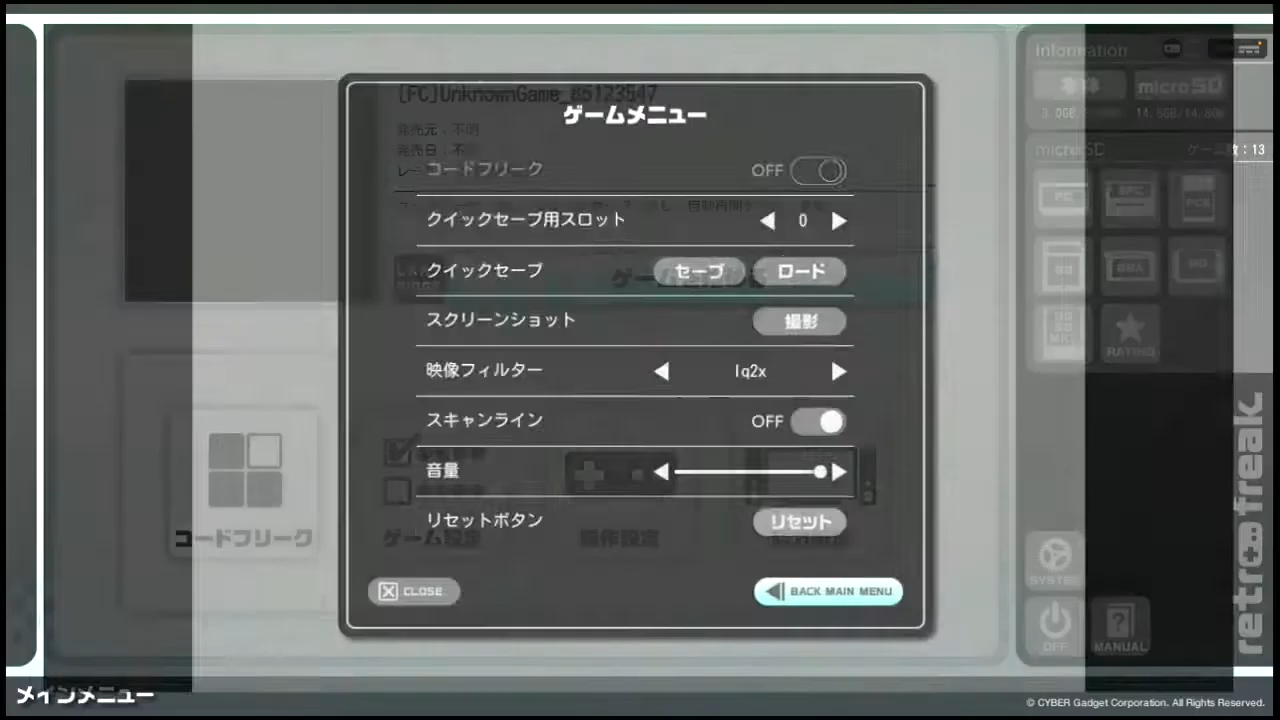 [FC]UnknownGame_85123547
ゲームメニュー
発売元：不明
発売日：不
コードフリーク
OFF
クイックセーブ用スロット
0
クイックセーブ
セーブ
ロード
スクリーンショット
撮影
映像フィルター
lq2x
スキャンライン
OFF
音量
リセットボタン
リセット
CLOSE
BACK MAIN MENU
コードフリーク
ゲーム設定
操作設定
Information
本体
microSD
14.5GB/14.8GB
microSD
ゲーム数：13
FC
SFC
PCE
GB
GBA
MD
RATING
SYSTEM
OFF
MANUAL
retrofreak
メインメニュー
© CYBER Gadget Corporation. All Rights Reserved.